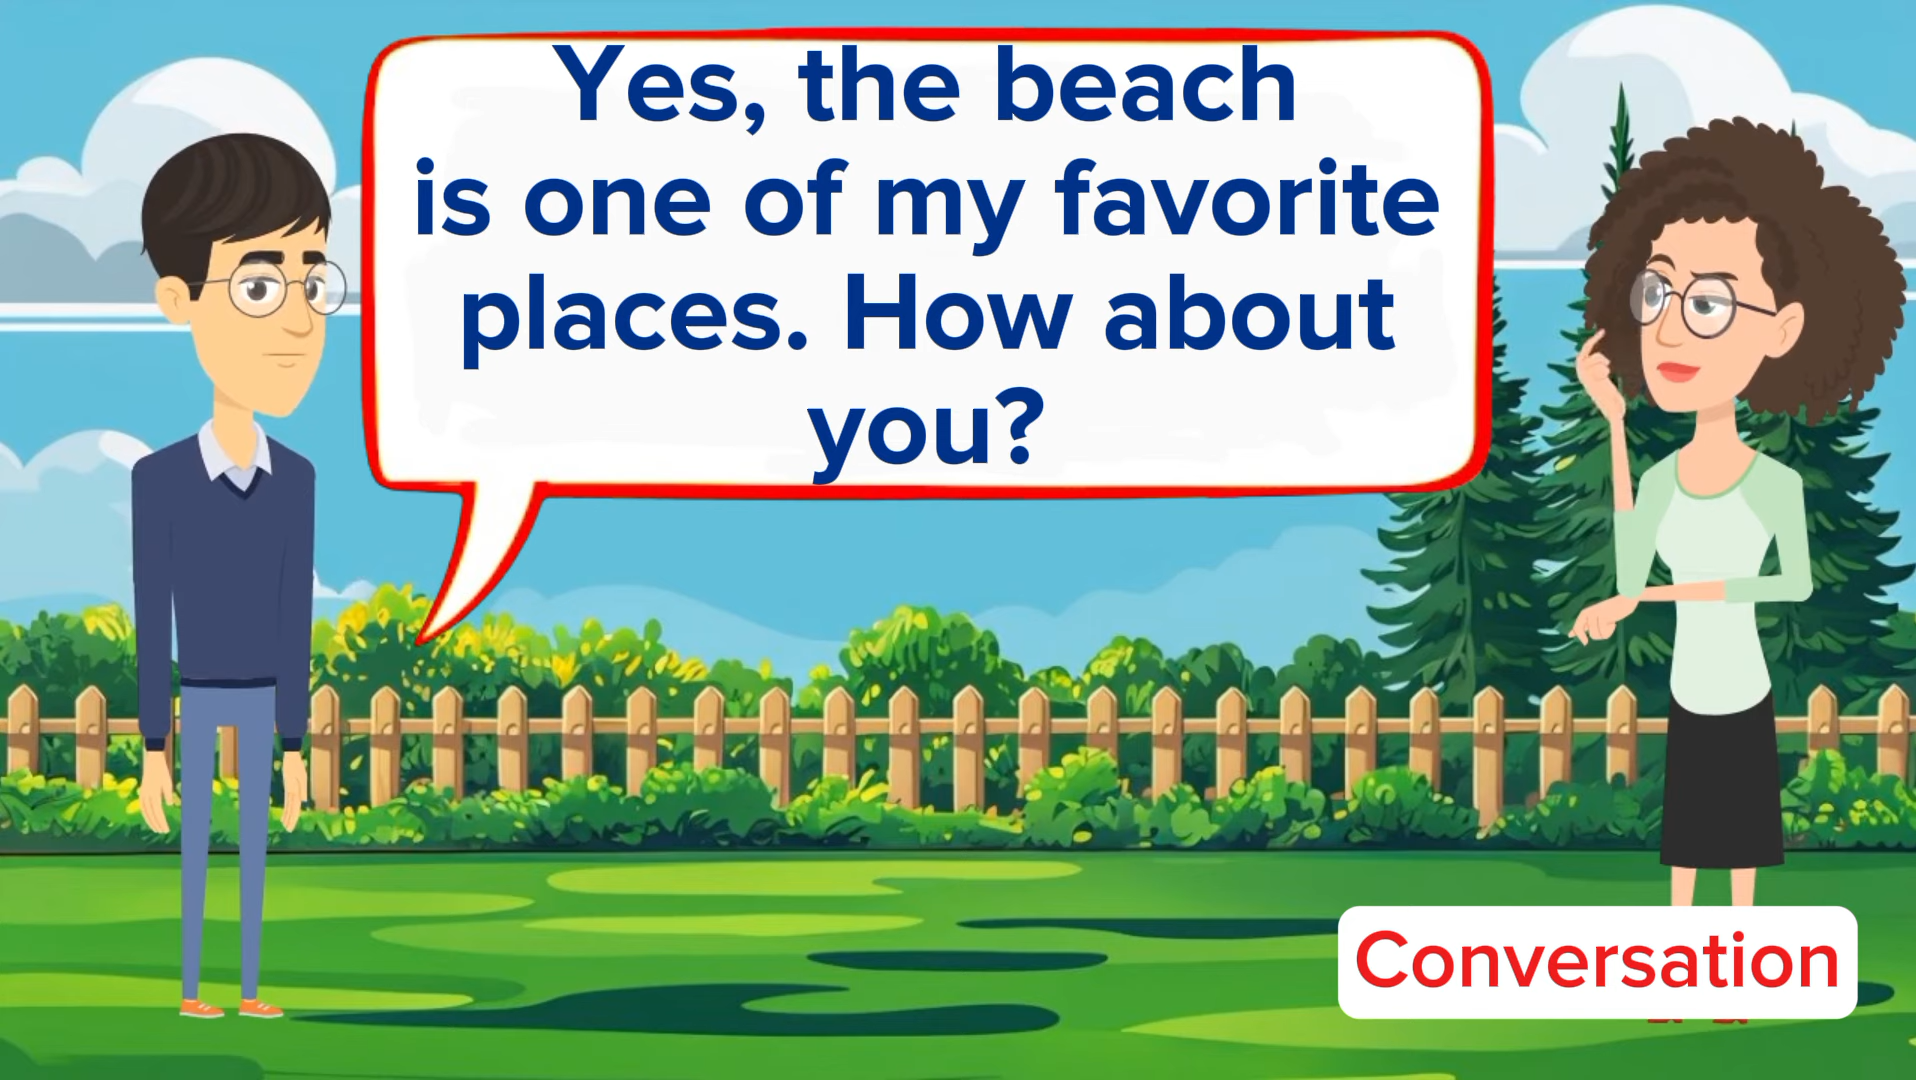 Yes, the beach
is one of my favorite
places. How about
you?
Conversation